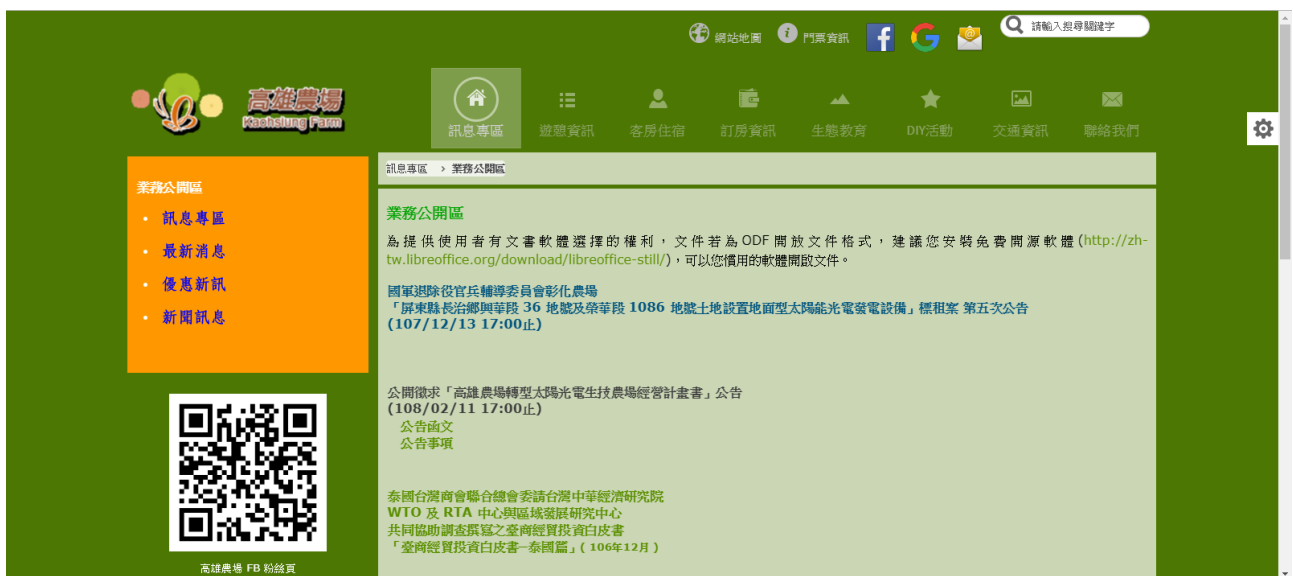 網站地圖 門票資訊 請輸入搜尋關鍵字
高雄農場
Kaohsiung Farm
訊息專區 遊憩資訊 客房住宿 訂房資訊 生態教育 DIY活動 交通資訊 聯絡我們
業務公開區
訊息專區
最新消息
優惠新訊
新聞訊息
高雄農場 FB 粉絲頁
訊息專區 > 業務公開區
業務公開區
為提供使用者有文書軟體選擇的權利，文件若為ODF開放文件格式，建議您安裝免費開源軟體(http://zh-
tw.libreoffice.org/download/libreoffice-still/)，可以您慣用的軟體開啟文件。
國軍退除役官兵輔導委員會彰化農場
「屏東縣長治鄉興華段 36 地號及榮華段 1086 地號土地設置地面型太陽能光電發電設備」標租案 第五次公告
(107/12/13 17:00止)
公開徵求「高雄農場轉型太陽光電生技農場經營計畫書」公告
(108/02/11 17:00止)
公告函文
公告事項
泰國台灣商會聯合總會委請台灣中華經濟研究院
WTO 及 RTA 中心與區域發展研究中心
共同協助調查撰寫之臺商經貿投資白皮書
「臺商經貿投資白皮書─泰國篇」( 106年12月 )